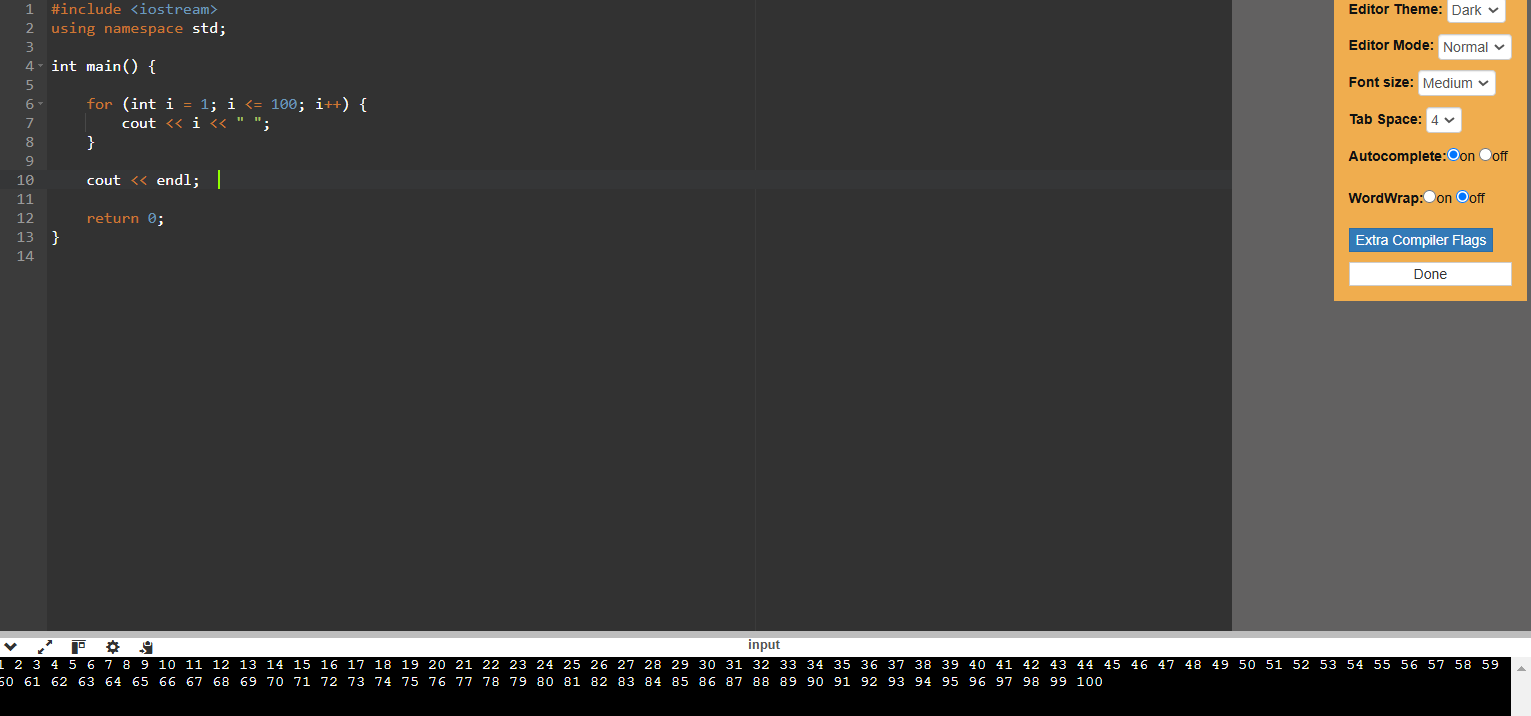 1 #include <iostream>
2 using namespace std;
3
4 int main() {
5
6     for (int i = 1; i <= 100; i++) {
7         cout << i << " ";
8     }
9
10     cout << endl;
11
12     return 0;
13 }
14
Editor Theme: Dark
Editor Mode: Normal
Font size: Medium
Tab Space: 4
Autocomplete: on off
WordWrap: on off
Extra Compiler Flags
Done
input
1 2 3 4 5 6 7 8 9 10 11 12 13 14 15 16 17 18 19 20 21 22 23 24 25 26 27 28 29 30 31 32 33 34 35 36 37 38 39 40 41 42 43 44 45 46 47 48 49 50 51 52 53 54 55 56 57 58 59
60 61 62 63 64 65 66 67 68 69 70 71 72 73 74 75 76 77 78 79 80 81 82 83 84 85 86 87 88 89 90 91 92 93 94 95 96 97 98 99 100